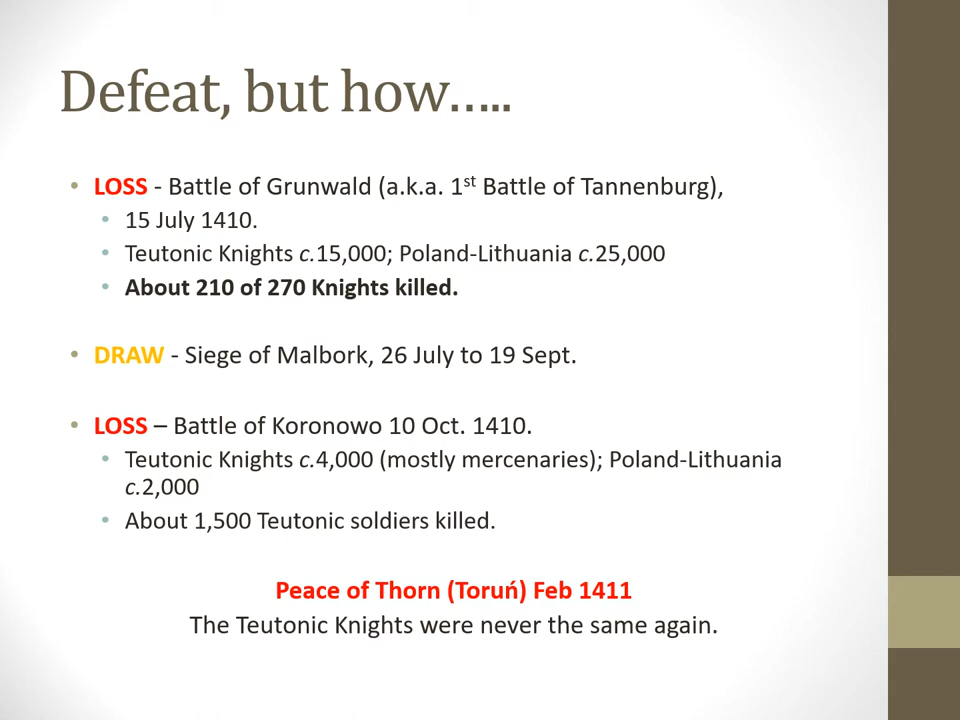 Defeat, but how…..
• LOSS - Battle of Grunwald (a.k.a. 1st Battle of Tannenburg),
• 15 July 1410.
• Teutonic Knights c.15,000; Poland-Lithuania c.25,000
• About 210 of 270 Knights killed.
• DRAW - Siege of Malbork, 26 July to 19 Sept.
• LOSS – Battle of Koronowo 10 Oct. 1410.
• Teutonic Knights c.4,000 (mostly mercenaries); Poland-Lithuania
c.2,000
• About 1,500 Teutonic soldiers killed.
Peace of Thorn (Toruń) Feb 1411
The Teutonic Knights were never the same again.